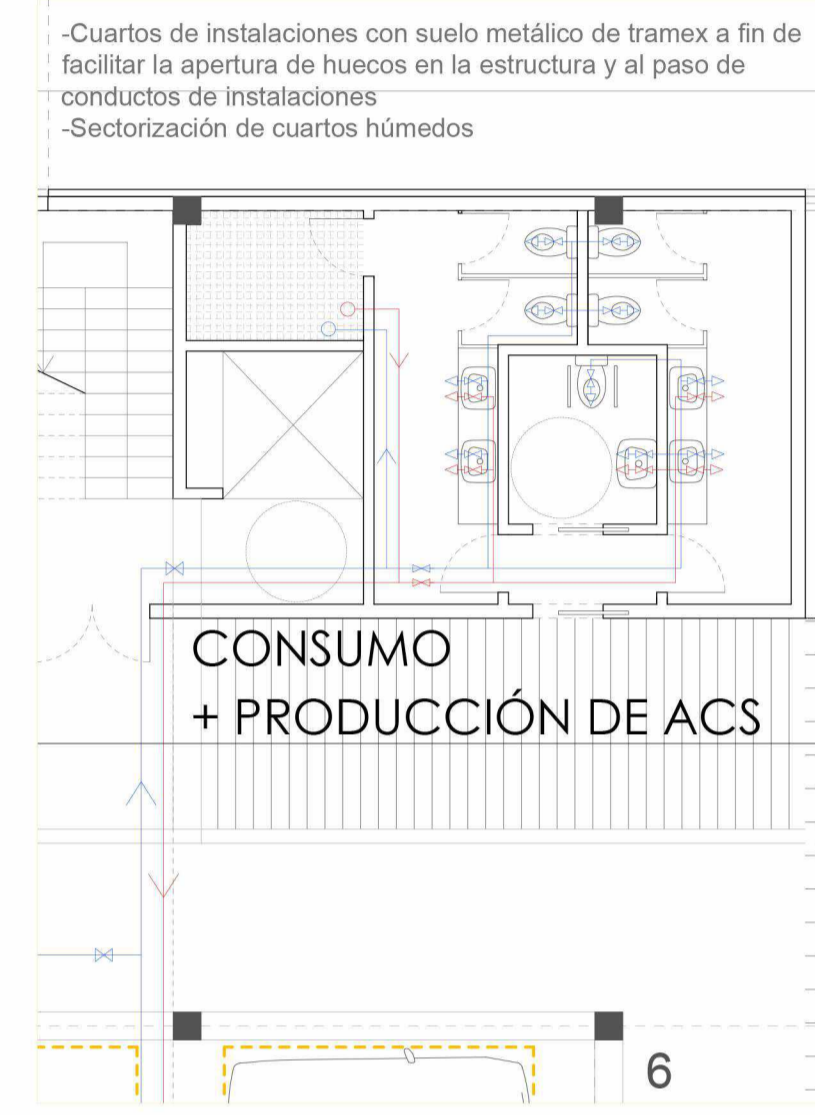 -Cuartos de instalaciones con suelo metálico de tramex a fin de
facilitar la apertura de huecos en la estructura y al paso de
conductos de instalaciones
-Sectorización de cuartos húmedos
CONSUMO
+ PRODUCCIÓN DE ACS
6